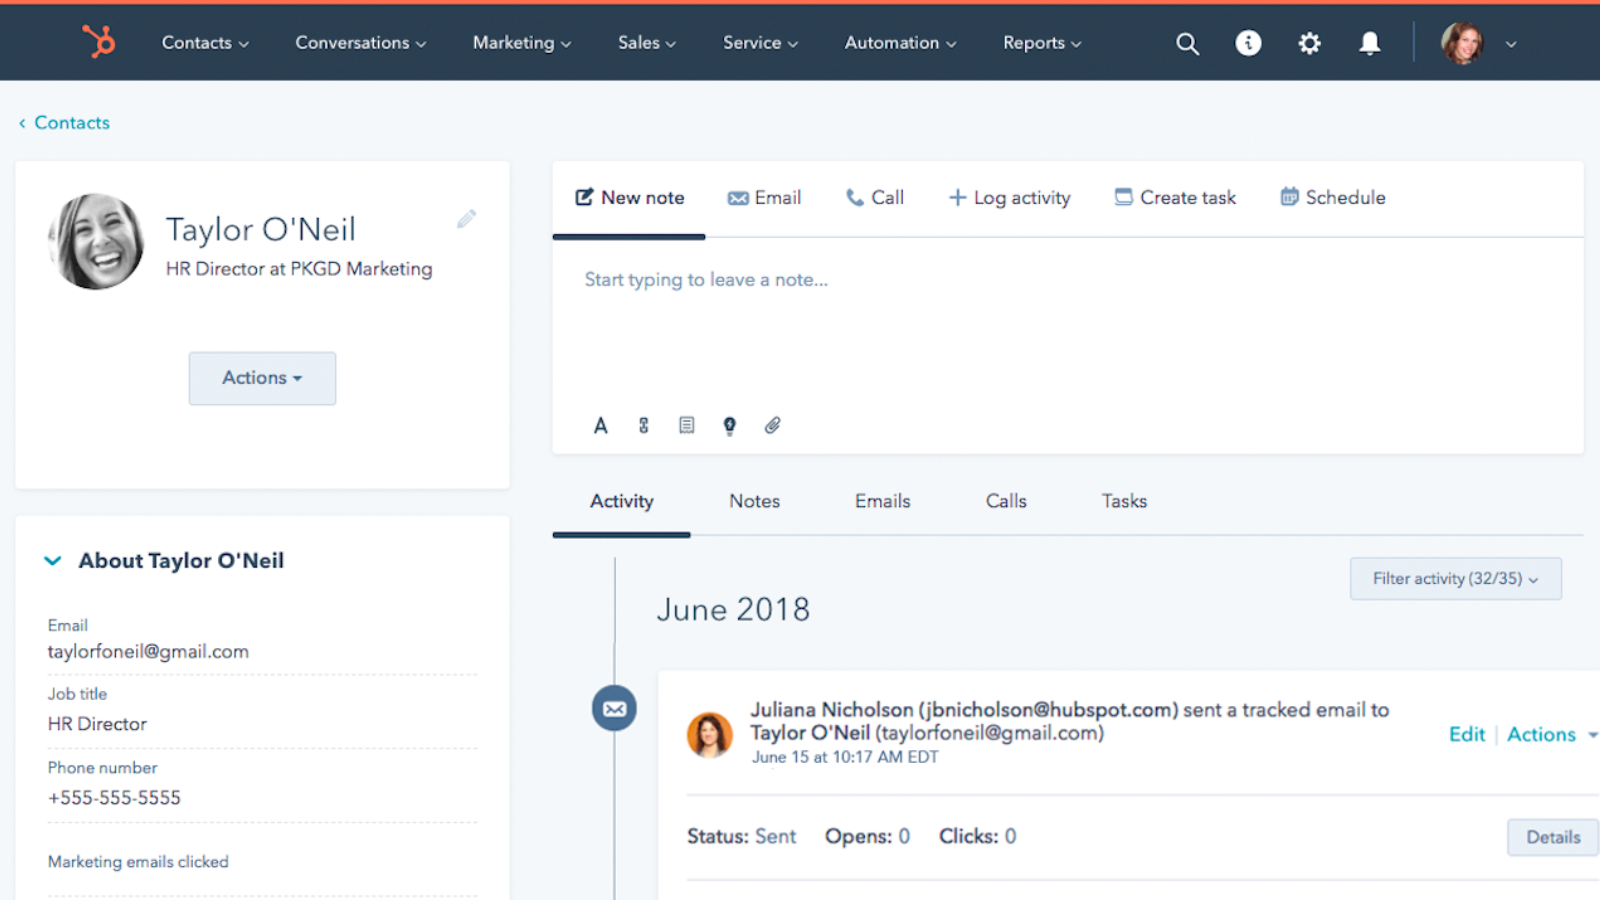 Contacts
Conversations
Marketing
Sales
Service
Automation
Reports
Contacts
Taylor O'Neil
HR Director at PKGD Marketing
Actions
About Taylor O'Neil
Email
taylorfoneil@gmail.com
Job title
HR Director
Phone number
+555-555-5555
Marketing emails clicked
New note
Email
Call
Log activity
Create task
Schedule
Start typing to leave a note...
Activity
Notes
Emails
Calls
Tasks
Filter activity (32/35)
June 2018
Juliana Nicholson (jbnicholson@hubspot.com) sent a tracked email to
Taylor O'Neil (taylorfoneil@gmail.com)
June 15 at 10:17 AM EDT
Edit | Actions
Status: Sent
Opens: 0
Clicks: 0
Details